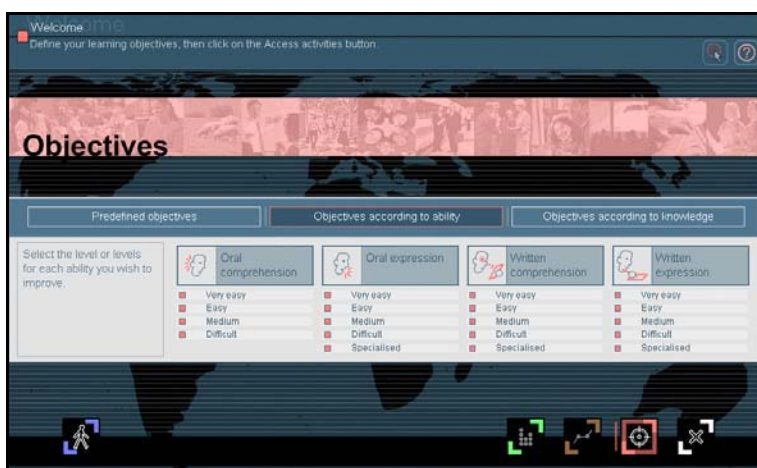 Welcome
Define your learning objectives, then click on the Access activities button.
Objectives
Predefined objectives
Objectives according to ability
Objectives according to knowledge
Select the level or levels
for each ability you wish to
improve.
Oral
comprehension
Very easy
Easy
Medium
Difficult
Oral expression
Very easy
Easy
Medium
Difficult
Specialised
Written
comprehension
Very easy
Easy
Medium
Difficult
Specialised
Written
expression
Very easy
Easy
Medium
Difficult
Specialised